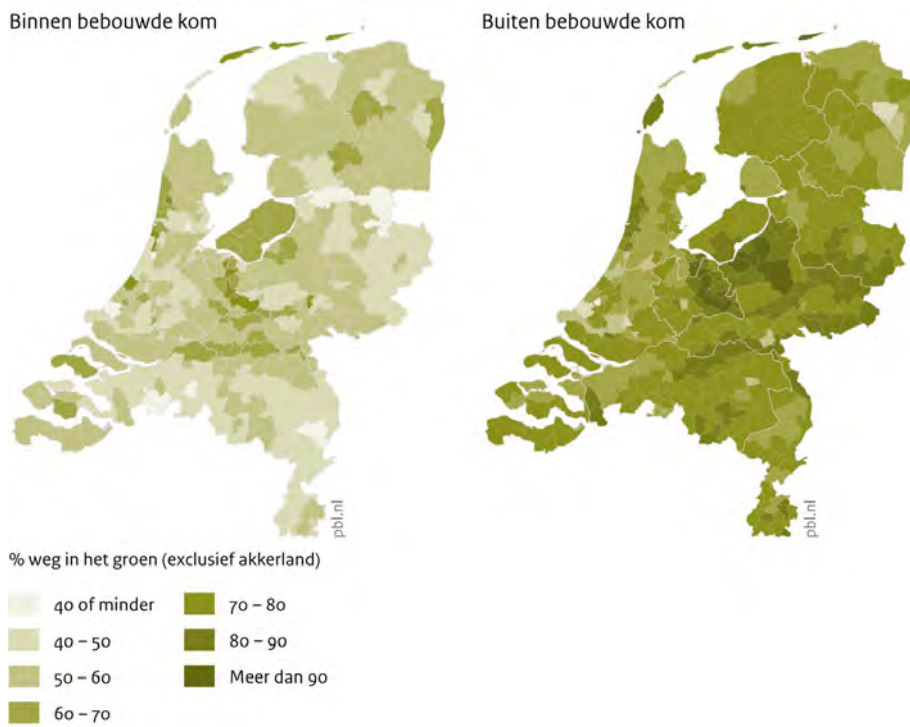 Binnen bebouwde kom
Buiten bebouwde kom
pbl.nl
pbl.nl
% weg in het groen (exclusief akkerland)
40 of minder
40 – 50
50 – 60
60 – 70
70 – 80
80 – 90
Meer dan 90